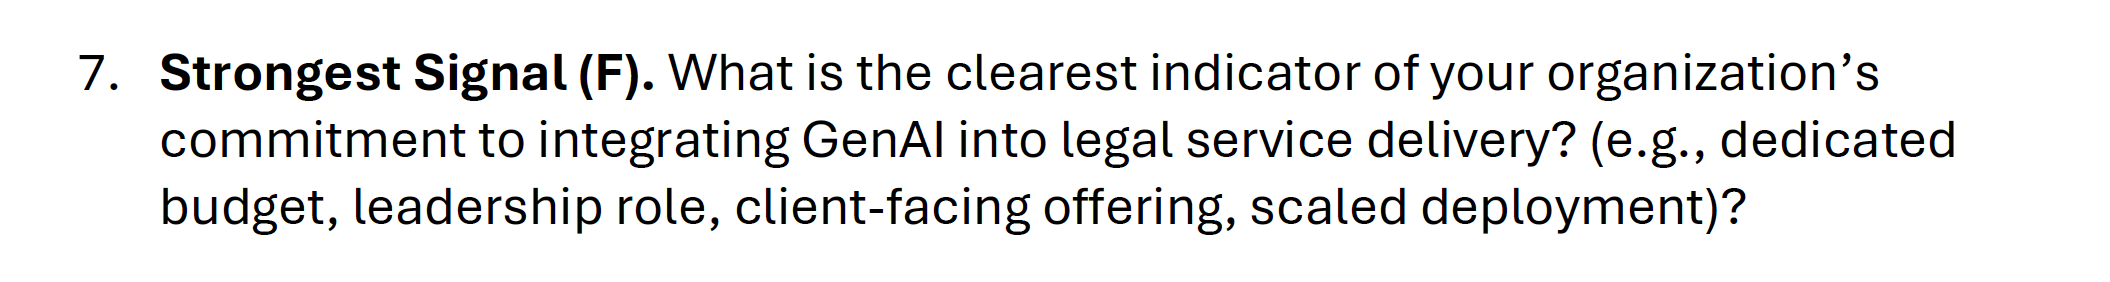 7. Strongest Signal (F). What is the clearest indicator of your organization’s
commitment to integrating GenAI into legal service delivery? (e.g., dedicated
budget, leadership role, client-facing offering, scaled deployment)?